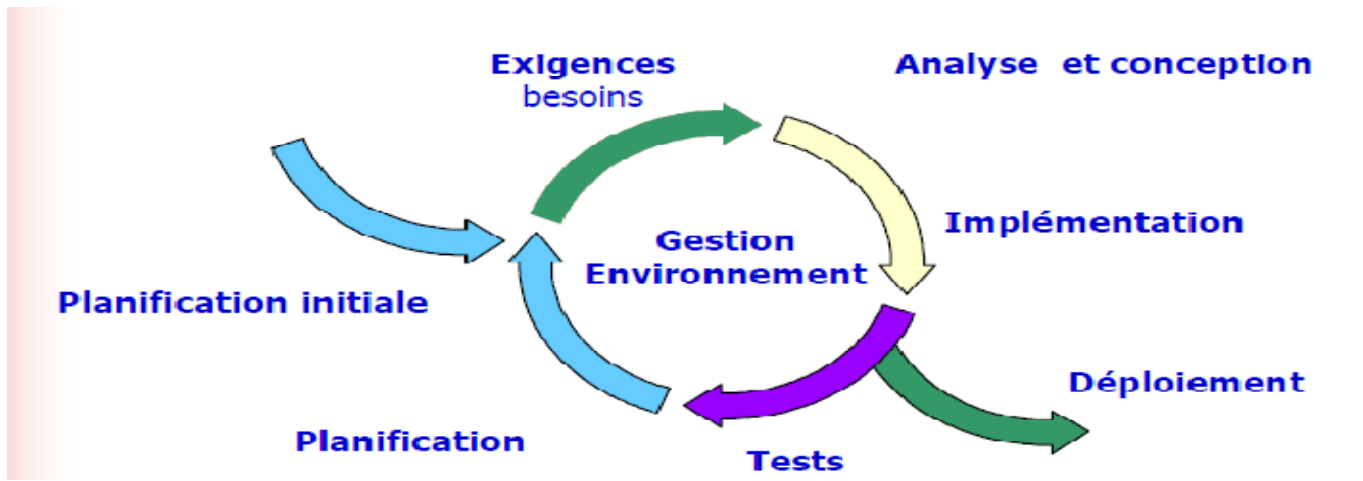 Exigences
besoins
Analyse et conception
Implémentation
Gestion
Environnement
Planification initiale
Déploiement
Planification
Tests